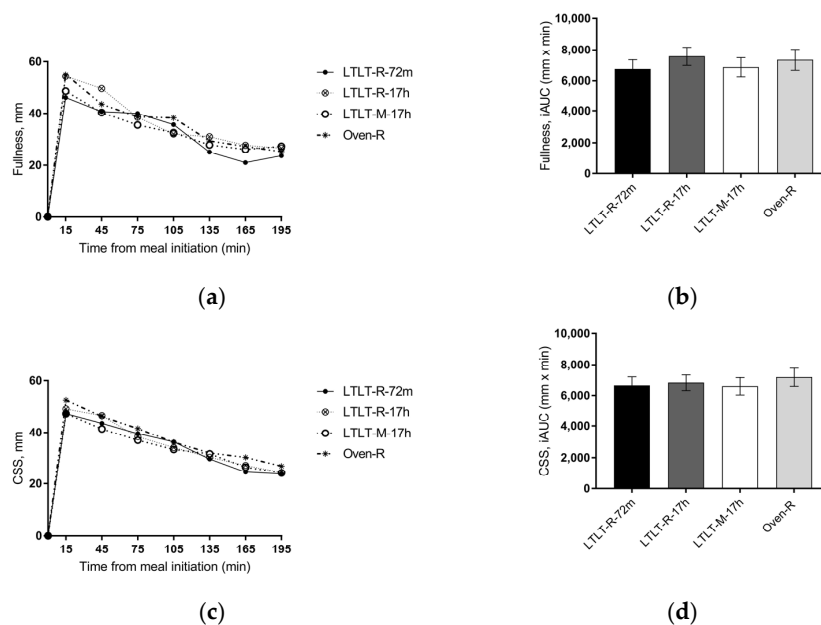 60
40
20
0
Fullness, mm
15 45 75 105 135 165 195
Time from meal initiation (min)
LTLT-R-72m
LTLT-R-17h
LTLT-M-17h
Oven-R
(a)
10,000
8,000
6,000
4,000
2,000
0
Fullness, iAUC (mm x min)
LTLT-R-72m
LTLT-R-17h
LTLT-M-17h
Oven-R
(b)
60
40
20
0
CSS, mm
15 45 75 105 135 165 195
Time from meal initiation (min)
LTLT-R-72m
LTLT-R-17h
LTLT-M-17h
Oven-R
(c)
10,000
8,000
6,000
4,000
2,000
0
CSS, iAUC (mm x min)
LTLT-R-72m
LTLT-R-17h
LTLT-M-17h
Oven-R
(d)